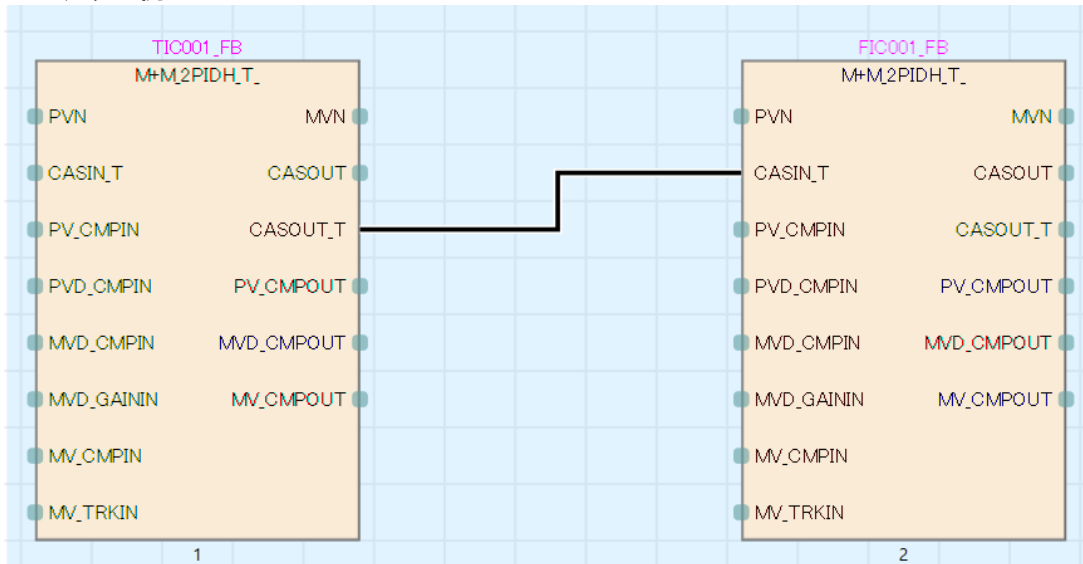 TIC001_FB
M+M_2PIDH_T_
PVN MVN
CASIN_T CASOUT
PV_CMPIN CASOUT_T
PVD_CMPIN PV_CMPOUT
MVD_CMPIN MVD_CMPOUT
MVD_GAININ MV_CMPOUT
MV_CMPIN
MV_TRKIN
1
FIC001_FB
M+M_2PIDH_T_
PVN MVN
CASIN_T CASOUT
PV_CMPIN CASOUT_T
PVD_CMPIN PV_CMPOUT
MVD_CMPIN MVD_CMPOUT
MVD_GAININ MV_CMPOUT
MV_CMPIN
MV_TRKIN
2